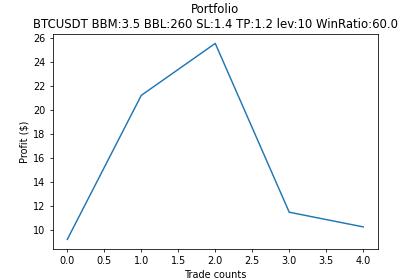 Portfolio
BTCUSDT BBM:3.5 BBL:260 SL:1.4 TP:1.2 lev:10 WinRatio:60.0
26
24
22
20
18
16
14
12
10
Profit ($)
0.0 0.5 1.0 1.5 2.0 2.5 3.0 3.5 4.0
Trade counts